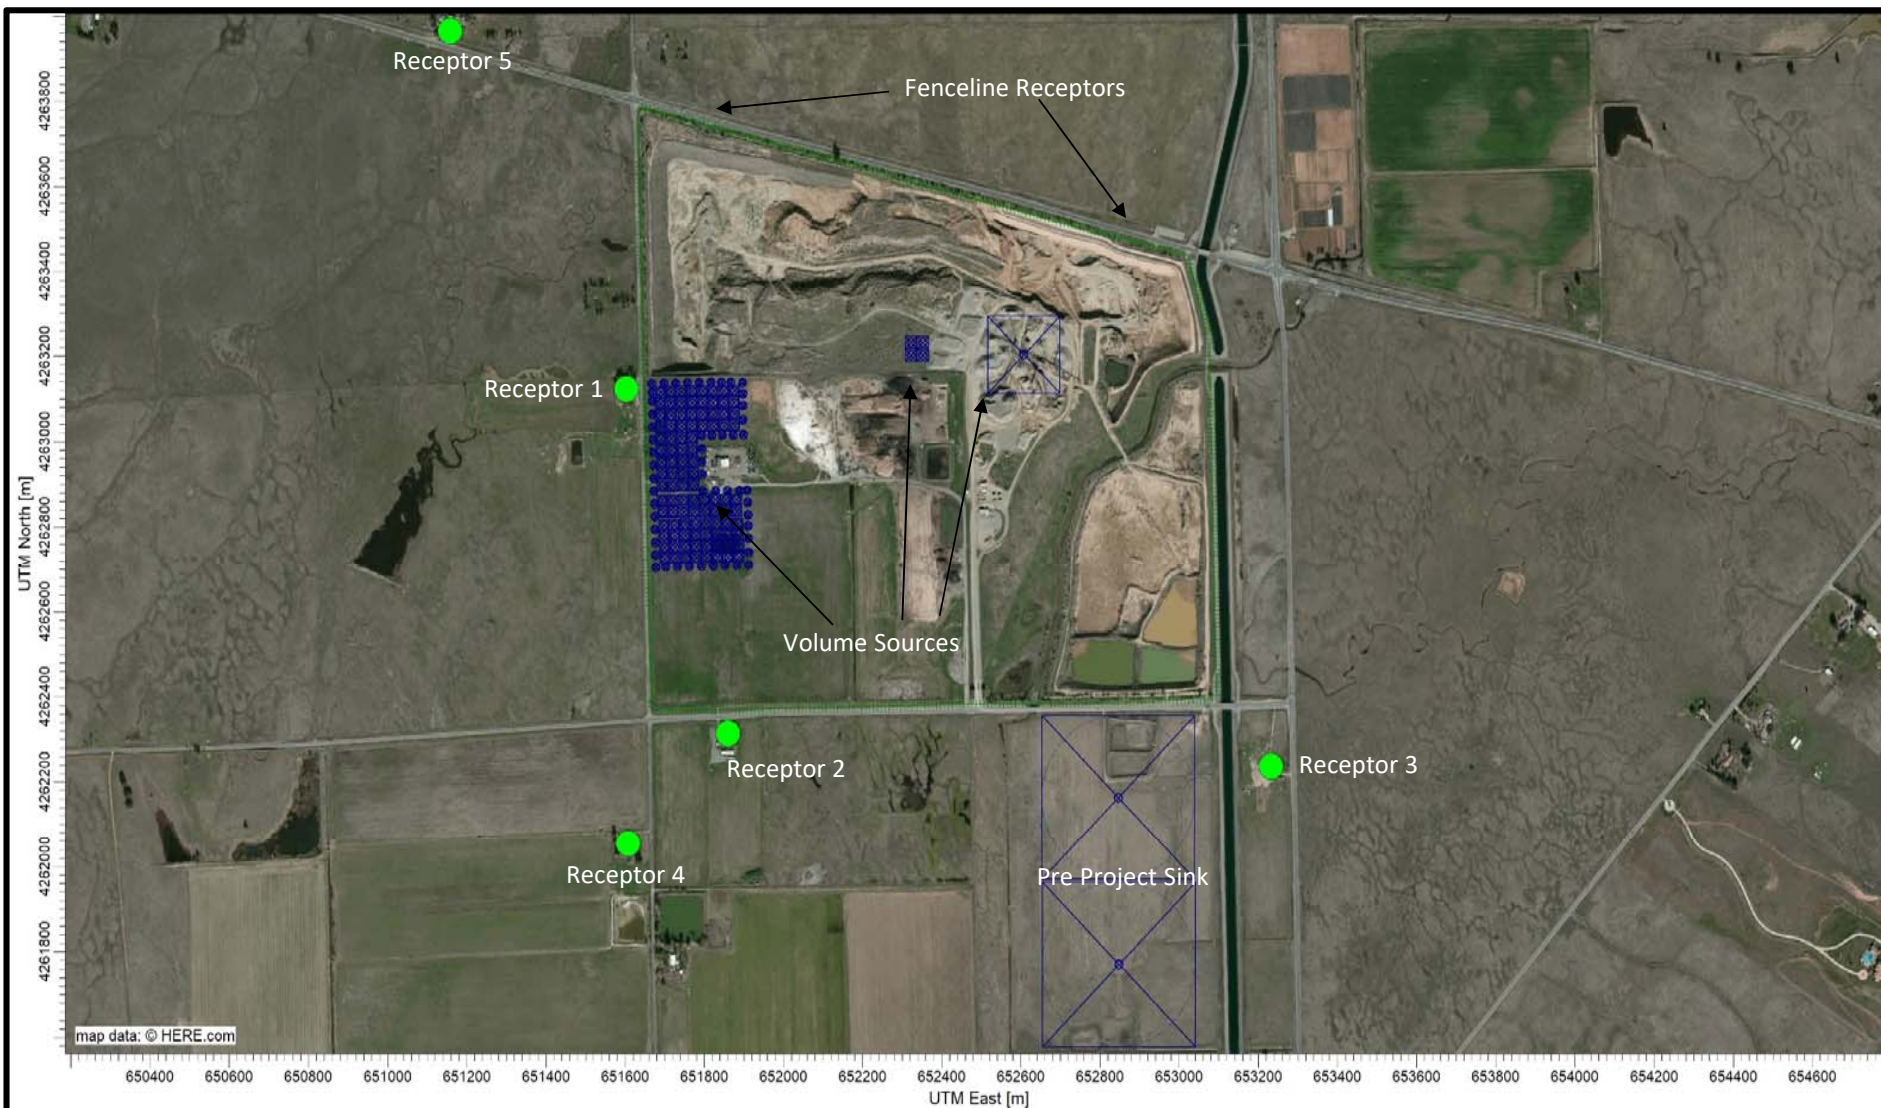 Receptor 5
Fenceline Receptors
Receptor 1
Volume Sources
Receptor 2
Receptor 3
Receptor 4
Pre Project Sink
map data: © HERE.com
UTM North [m]
4263800
4263600
4263400
4263200
4263000
4262800
4262600
4262400
4262200
4262000
4261800
650400 650600 650800 651000 651200 651400 651600 651800 652000 652200 652400 652600 652800 653000 653200 653400 653600 653800 654000 654200 654400 654600
UTM East [m]